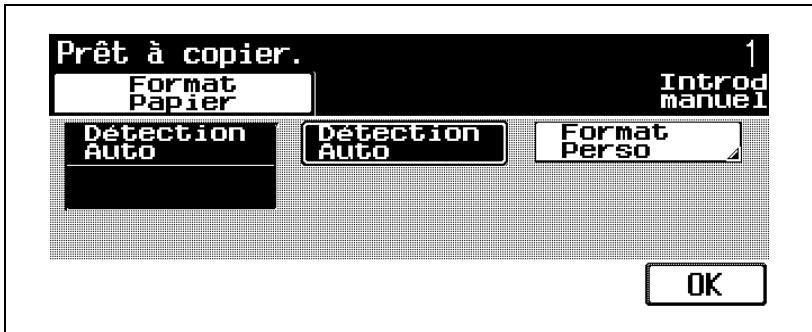 Prêt à copier. 1
Format
Papier
Introd
manuel
Détection
Auto
Détection
Auto
Format
Perso
OK